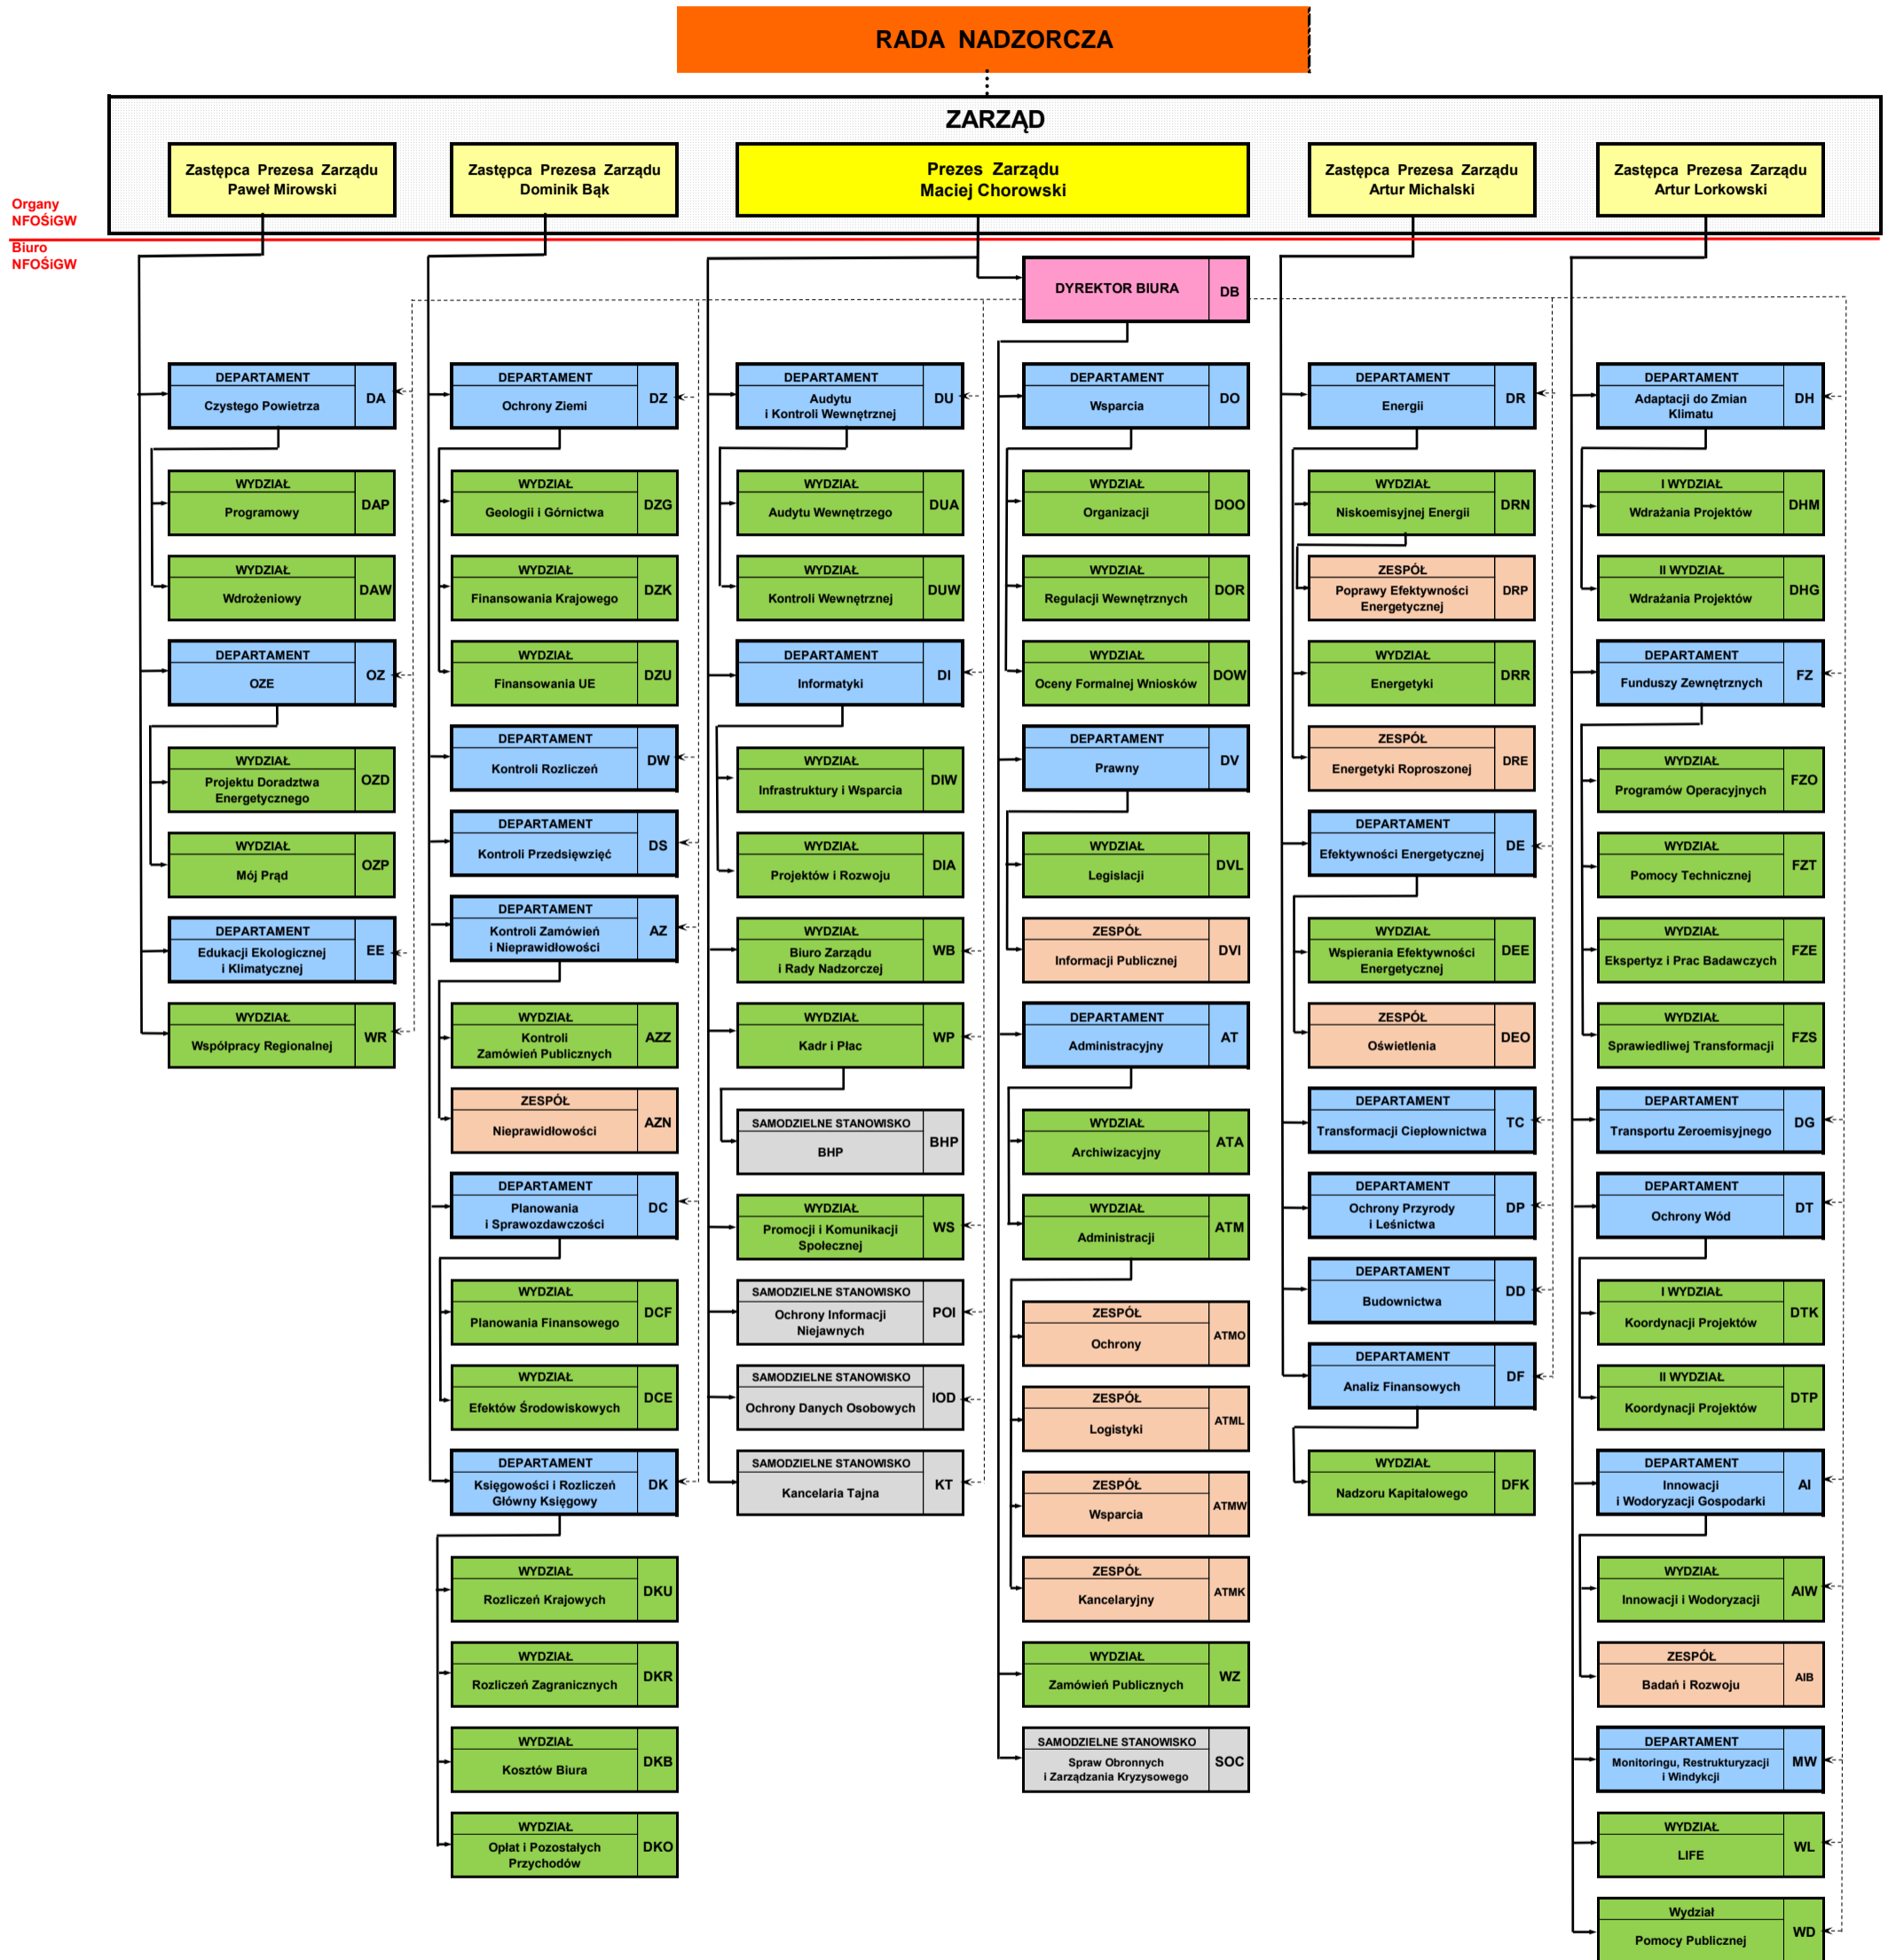 RADA NADZORCZA
ZARZĄD
Zastępca Prezesa Zarządu
Paweł Mirowski
Zastępca Prezesa Zarządu
Dominik Bąk
Prezes Zarządu
Maciej Chorowski
Zastępca Prezesa Zarządu
Artur Michalski
Zastępca Prezesa Zarządu
Artur Lorkowski
Organy
NFOŚiGW
Biuro
NFOŚiGW
DYREKTOR BIURA DB
DEPARTAMENT
Czystego Powietrza DA
WYDZIAŁ
Programowy DAP
WYDZIAŁ
Wdrożeniowy DAW
DEPARTAMENT
OZE OZ
WYDZIAŁ
Projektu Doradztwa
Energetycznego OZD
WYDZIAŁ
Mój Prąd OZP
DEPARTAMENT
Edukacji Ekologicznej
i Klimatycznej EE
WYDZIAŁ
Współpracy Regionalnej WR
DEPARTAMENT
Ochrony Ziemi DZ
WYDZIAŁ
Geologii i Górnictwa DZG
WYDZIAŁ
Finansowania Krajowego DZK
WYDZIAŁ
Finansowania UE DZU
DEPARTAMENT
Kontroli Rozliczeń DW
DEPARTAMENT
Kontroli Przedsięwzięć DS
DEPARTAMENT
Kontroli Zamówień
i Nieprawidłowości AZ
WYDZIAŁ
Kontroli
Zamówień Publicznych AZZ
ZESPÓŁ
Nieprawidłowości AZN
DEPARTAMENT
Planowania
i Sprawozdawczości DC
WYDZIAŁ
Planowania Finansowego DCF
WYDZIAŁ
Efektów Środowiskowych DCE
DEPARTAMENT
Księgowości i Rozliczeń
Główny Księgowy DK
WYDZIAŁ
Rozliczeń Krajowych DKU
WYDZIAŁ
Rozliczeń Zagranicznych DKR
WYDZIAŁ
Kosztów Biura DKB
WYDZIAŁ
Opłat i Pozostałych
Przychodów DKO
DEPARTAMENT
Audytu
i Kontroli Wewnętrznej DU
WYDZIAŁ
Audytu Wewnętrzego DUA
WYDZIAŁ
Kontroli Wewnętrznej DUW
DEPARTAMENT
Informatyki DI
WYDZIAŁ
Infrastruktury i Wsparcia DIW
WYDZIAŁ
Projektów i Rozwoju DIA
WYDZIAŁ
Biuro Zarządu
i Rady Nadzorczej WB
WYDZIAŁ
Kadr i Płac WP
SAMODZIELNE STANOWISKO
BHP BHP
WYDZIAŁ
Promocji i Komunikacji
Społecznej WS
SAMODZIELNE STANOWISKO
Ochrony Informacji
Niejawnych POI
SAMODZIELNE STANOWISKO
Ochrony Danych Osobowych IOD
SAMODZIELNE STANOWISKO
Kancelaria Tajna KT
DEPARTAMENT
Wsparcia DO
WYDZIAŁ
Organizacji DOO
WYDZIAŁ
Regulacji Wewnętrznych DOR
WYDZIAŁ
Oceny Formalnej Wniosków DOW
DEPARTAMENT
Prawny DV
WYDZIAŁ
Legislacji DVL
ZESPÓŁ
Informacji Publicznej DVI
DEPARTAMENT
Administracyjny AT
WYDZIAŁ
Archiwizacyjny ATA
WYDZIAŁ
Administracji ATM
ZESPÓŁ
Ochrony ATMO
ZESPÓŁ
Logistyki ATML
ZESPÓŁ
Wsparcia ATMW
ZESPÓŁ
Kancelaryjny ATMK
WYDZIAŁ
Zamówień Publicznych WZ
SAMODZIELNE STANOWISKO
Spraw Obronnych
i Zarządzania Kryzysowego SOC
DEPARTAMENT
Energii DR
WYDZIAŁ
Niskoemisyjnej Energii DRN
ZESPÓŁ
Poprawy Efektywności
Energetycznej DRP
WYDZIAŁ
Energetyki DRR
ZESPÓŁ
Energetyki Roproszonej DRE
DEPARTAMENT
Efektywności Energetycznej DE
WYDZIAŁ
Wspierania Efektywności
Energetycznej DEE
ZESPÓŁ
Oświetlenia DEO
DEPARTAMENT
Transformacji Ciepłownictwa TC
DEPARTAMENT
Ochrony Przyrody
i Leśnictwa DP
DEPARTAMENT
Budownictwa DD
DEPARTAMENT
Analiz Finansowych DF
WYDZIAŁ
Nadzoru Kapitałowego DFK
DEPARTAMENT
Adaptacji do Zmian
Klimatu DH
I WYDZIAŁ
Wdrażania Projektów DHM
II WYDZIAŁ
Wdrażania Projektów DHG
DEPARTAMENT
Funduszy Zewnętrznych FZ
WYDZIAŁ
Programów Operacyjnych FZO
WYDZIAŁ
Pomocy Technicznej FZT
WYDZIAŁ
Ekspertyz i Prac Badawczych FZE
WYDZIAŁ
Sprawiedliwej Transformacji FZS
DEPARTAMENT
Transportu Zeroemisyjnego DG
DEPARTAMENT
Ochrony Wód DT
I WYDZIAŁ
Koordynacji Projektów DTK
II WYDZIAŁ
Koordynacji Projektów DTP
DEPARTAMENT
Innowacji
i Wodoryzacji Gospodarki AI
WYDZIAŁ
Innowacji i Wodoryzacji AIW
ZESPÓŁ
Badań i Rozwoju AIB
DEPARTAMENT
Monitoringu, Restrukturyzacji
i Windykcji MW
WYDZIAŁ
LIFE WL
Wydział
Pomocy Publicznej WD